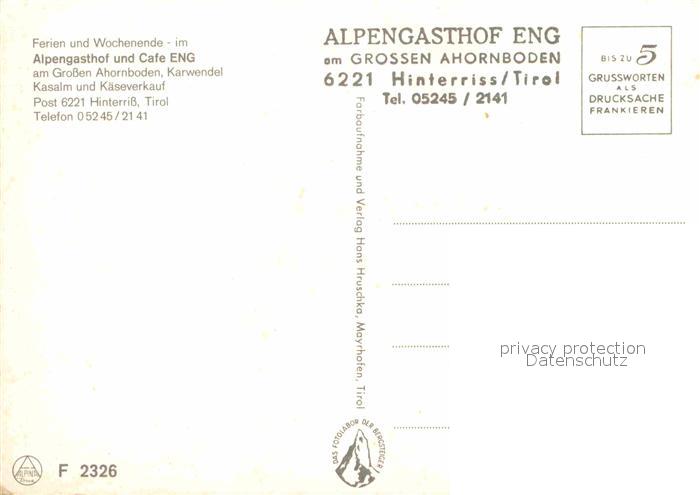 Ferien und Wochenende - im
Alpengasthof und Cafe ENG
am Großen Ahornboden, Karwendel
Kasalm und Käseverkauf
Post 6221 Hinterriß, Tirol
Telefon 05245/2141
ALPENGASTHOF ENG
am GROSSEN AHORNBODEN
6221 Hinterriss/Tirol
Tel. 05245 / 2141
BIS ZU 5
GRUSSWORTEN
ALS
DRUCKSACHE
FRANKIEREN
Farbaufnahme und Verlag Hans Hruschka, Mayrhofen, Tirol
privacy protection
Datenschutz
DAS FOTOLABOR DER BERGSTEIGER
ALPINA
Druck
F 2326